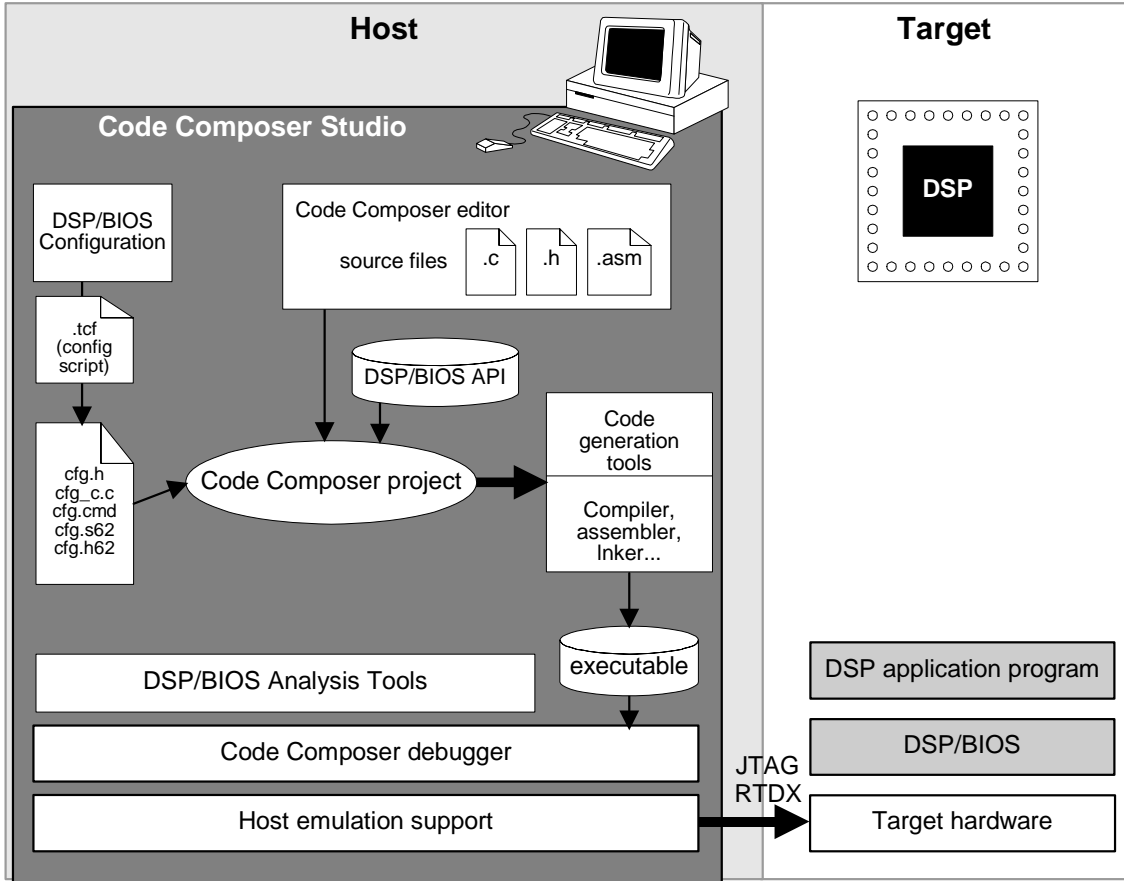 Host
Target
Code Composer Studio
DSP
DSP/BIOS
Configuration
Code Composer editor
source files
.c
.h
.asm
.tcf
(config
script)
DSP/BIOS API
Code
generation
tools
cfg.h
cfg_c.c
cfg.cmd
cfg.s62
cfg.h62
Code Composer project
Compiler,
assembler,
lnker...
executable
DSP/BIOS Analysis Tools
DSP application program
Code Composer debugger
DSP/BIOS
JTAG
RTDX
Host emulation support
Target hardware